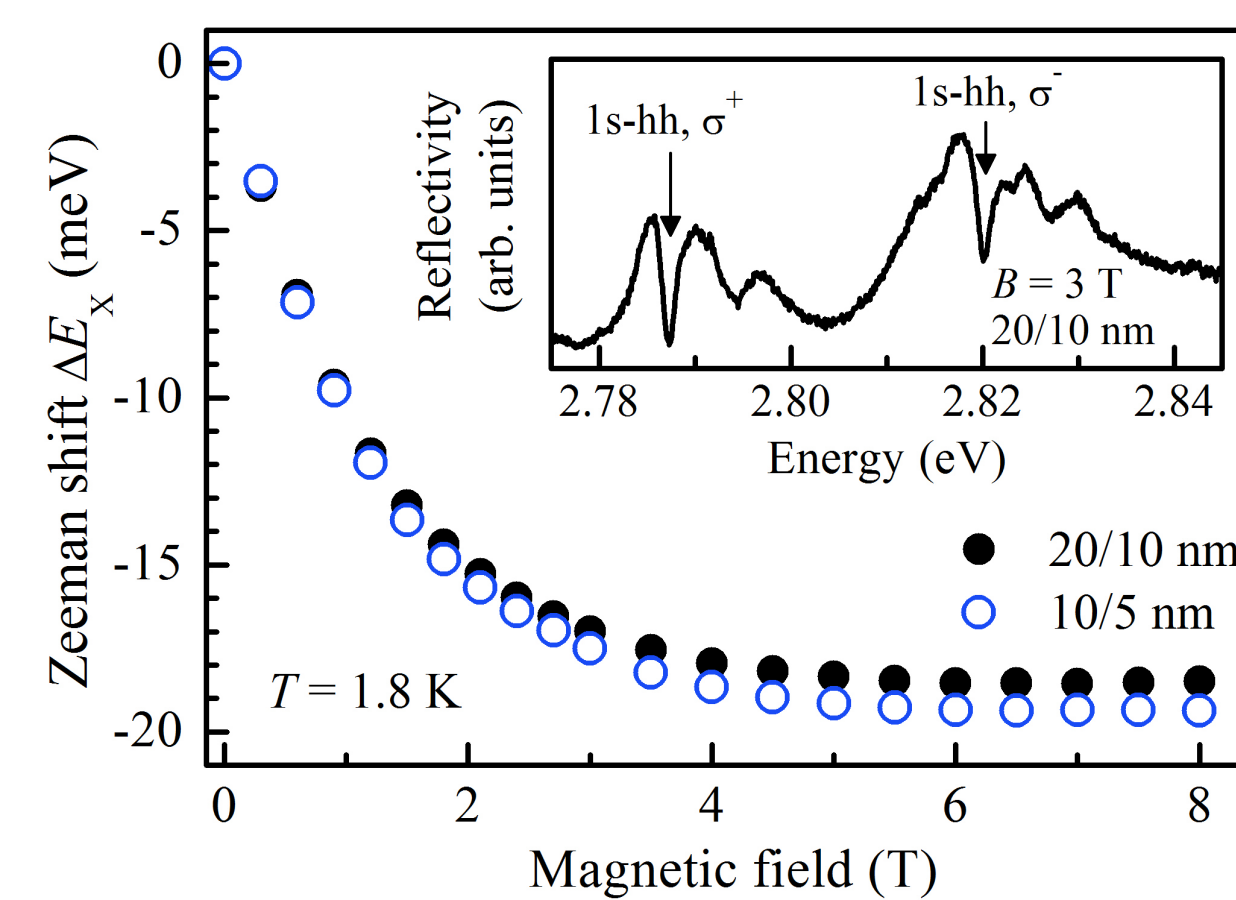 Zeeman shift ΔE_X (meV)
0
-5
-10
-15
-20
Reflectivity
(arb. units)
1s-hh, σ⁺
1s-hh, σ⁻
B = 3 T
20/10 nm
2.78 2.80 2.82 2.84
Energy (eV)
20/10 nm
10/5 nm
T = 1.8 K
0 2 4 6 8
Magnetic field (T)